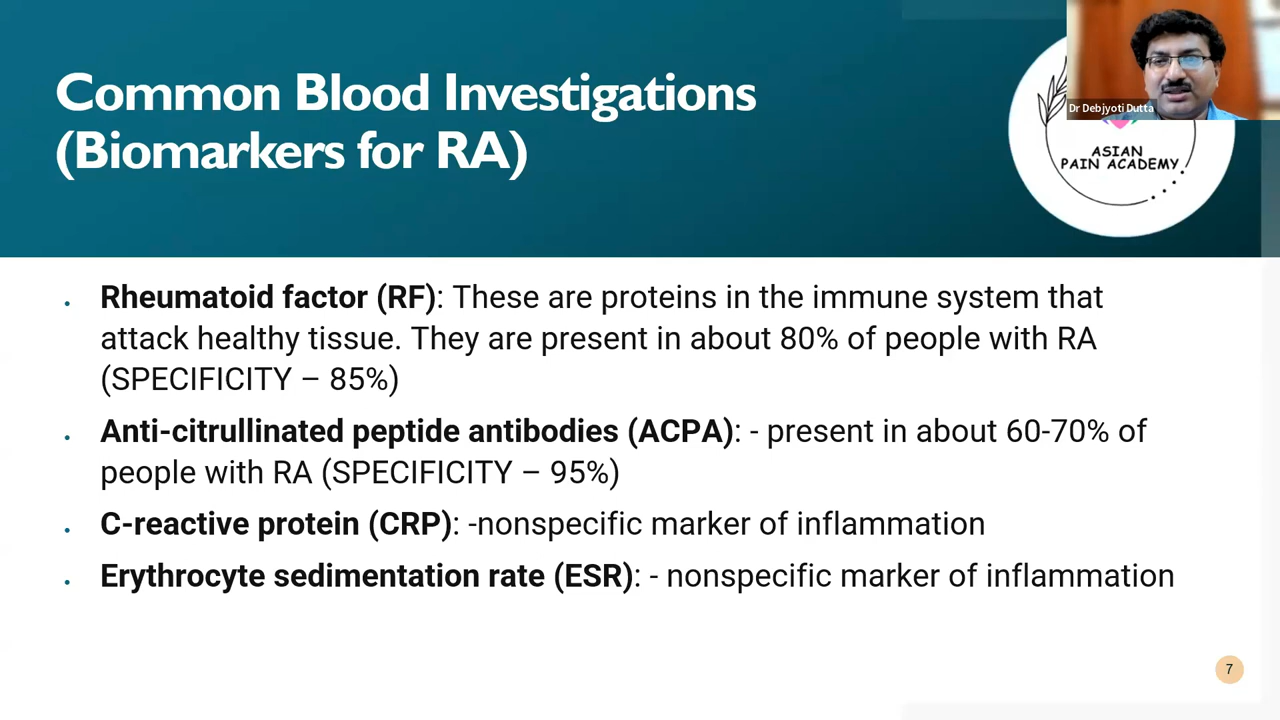 Common Blood Investigations
(Biomarkers for RA)
Dr Debjyoti Dutta
ASIAN
PAIN ACADEMY
. Rheumatoid factor (RF): These are proteins in the immune system that
attack healthy tissue. They are present in about 80% of people with RA
(SPECIFICITY – 85%)
. Anti-citrullinated peptide antibodies (ACPA): - present in about 60-70% of
people with RA (SPECIFICITY – 95%)
. C-reactive protein (CRP): -nonspecific marker of inflammation
. Erythrocyte sedimentation rate (ESR): - nonspecific marker of inflammation
7